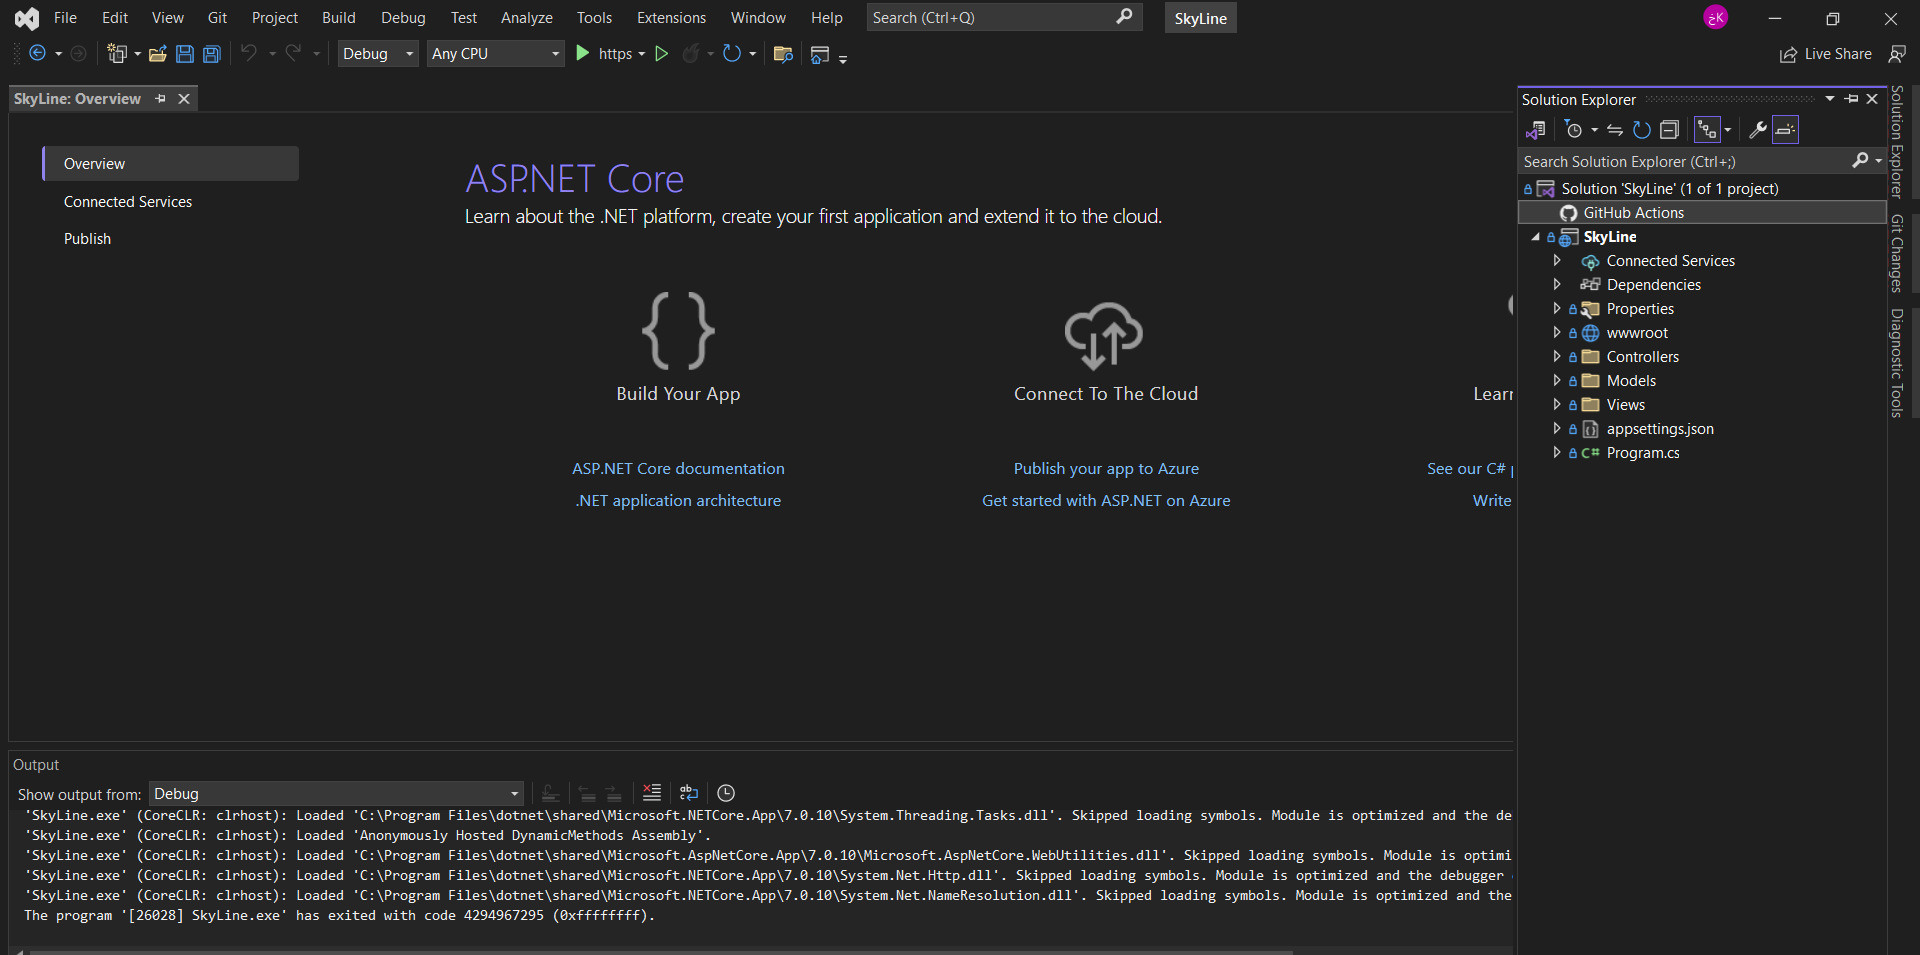 File Edit View Git Project Build Debug Test Analyze Tools Extensions Window Help Search (Ctrl+Q) SkyLine
Debug Any CPU https Live Share
SkyLine: Overview
Overview
Connected Services
Publish
ASP.NET Core
Learn about the .NET platform, create your first application and extend it to the cloud.
Build Your App
Connect To The Cloud
Lear
ASP.NET Core documentation
Publish your app to Azure
See our C#
.NET application architecture
Get started with ASP.NET on Azure
Write
Solution Explorer
Search Solution Explorer (Ctrl+;)
Solution 'SkyLine' (1 of 1 project)
GitHub Actions
SkyLine
Connected Services
Dependencies
Properties
wwwroot
Controllers
Models
Views
appsettings.json
C# Program.cs
Solution Explorer
Git Changes
Diagnostic Tools
Output
Show output from: Debug
'SkyLine.exe' (CoreCLR: clrhost): Loaded 'C:\Program Files\dotnet\shared\Microsoft.NETCore.App\7.0.10\System.Threading.Tasks.dll'. Skipped loading symbols. Module is optimized and the de
'SkyLine.exe' (CoreCLR: clrhost): Loaded 'Anonymously Hosted DynamicMethods Assembly'.
'SkyLine.exe' (CoreCLR: clrhost): Loaded 'C:\Program Files\dotnet\shared\Microsoft.AspNetCore.App\7.0.10\Microsoft.AspNetCore.WebUtilities.dll'. Skipped loading symbols. Module is optimi
'SkyLine.exe' (CoreCLR: clrhost): Loaded 'C:\Program Files\dotnet\shared\Microsoft.NETCore.App\7.0.10\System.Net.Http.dll'. Skipped loading symbols. Module is optimized and the debugger
'SkyLine.exe' (CoreCLR: clrhost): Loaded 'C:\Program Files\dotnet\shared\Microsoft.NETCore.App\7.0.10\System.Net.NameResolution.dll'. Skipped loading symbols. Module is optimized and the
The program '[26028] SkyLine.exe' has exited with code 4294967295 (0xffffffff).